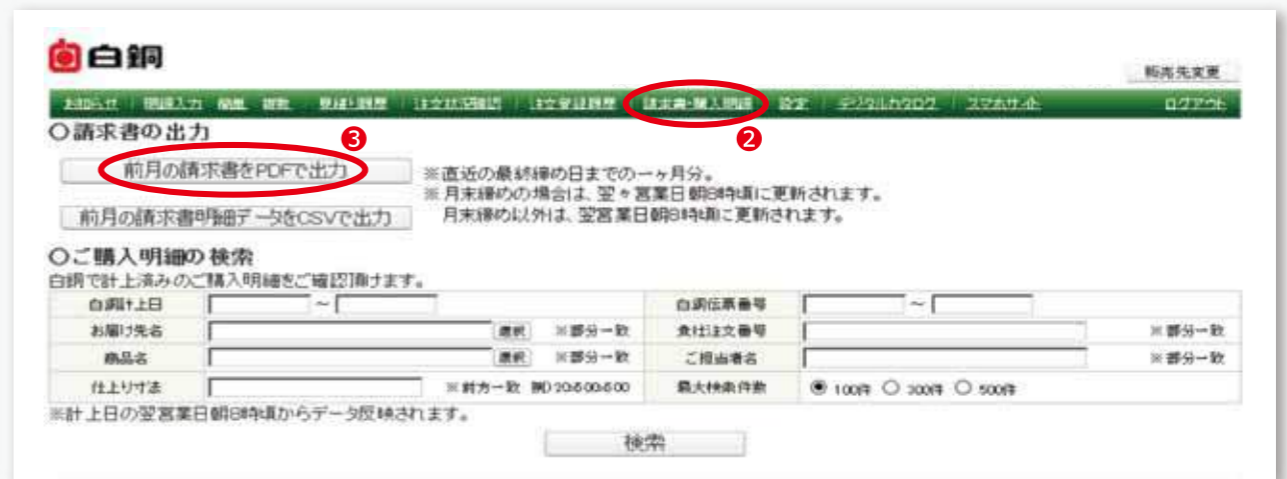 白銅
販売先変更
お知らせ 明細入力 簡単 複数 見積り履歴 注文状況確認 注文登録履歴 請求書・購入明細 設定 デジタルカタログ スマホサイト ログアウト
○請求書の出力
❸
❷
前月の請求書をPDFで出力
※直近の最終締め日までの一ヶ月分。
※月末締めの場合は、翌々営業日朝8時頃に更新されます。
前月の請求書明細データをCSVで出力
月末締め以外は、翌営業日朝8時頃に更新されます。
○ご購入明細の検索
白銅で計上済みのご購入明細をご確認頂けます。
白銅計上日 ～ 白銅伝票番号 ～
お届け先名 選択 ※部分一致 貴社注文番号 ※部分一致
商品名 選択 ※部分一致 ご担当者名 ※部分一致
仕上り寸法 ※前方一致 例) 20x500x500 最大検索件数 100件 300件 500件
※計上日の翌営業日朝8時頃からデータ反映されます。
検索